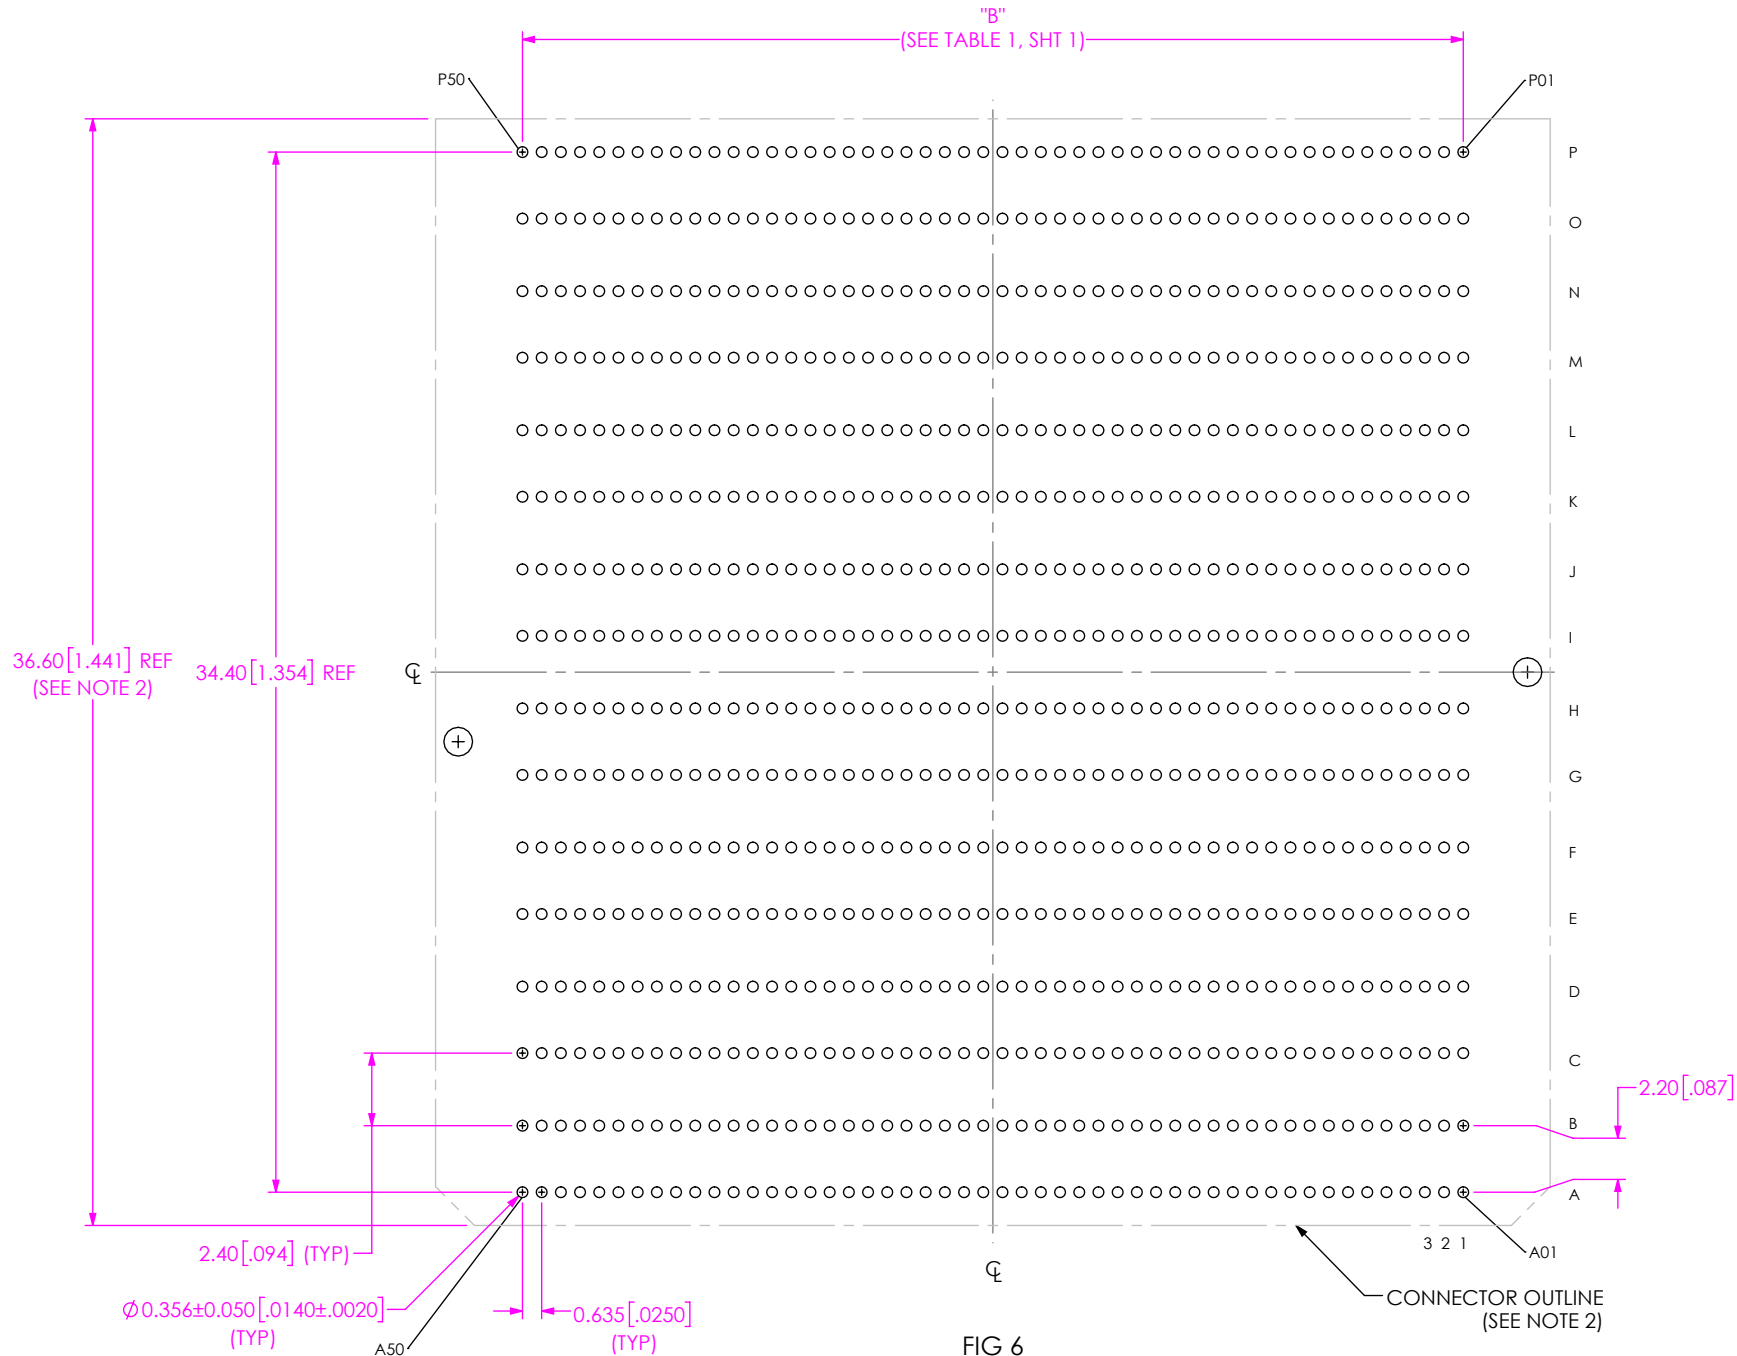 "B"
(SEE TABLE 1, SHT 1)
P50
P01
P
O
N
M
L
K
J
I
36.60[1.441] REF
(SEE NOTE 2)
34.40[1.354] REF
℄
H
G
F
E
D
C
2.20[.087]
B
A
3 2 1
A01
2.40[.094] (TYP)
℄
CONNECTOR OUTLINE
(SEE NOTE 2)
Ø0.356±0.050[.0140±.0020]
(TYP)
0.635[.0250]
(TYP)
A50
FIG 6